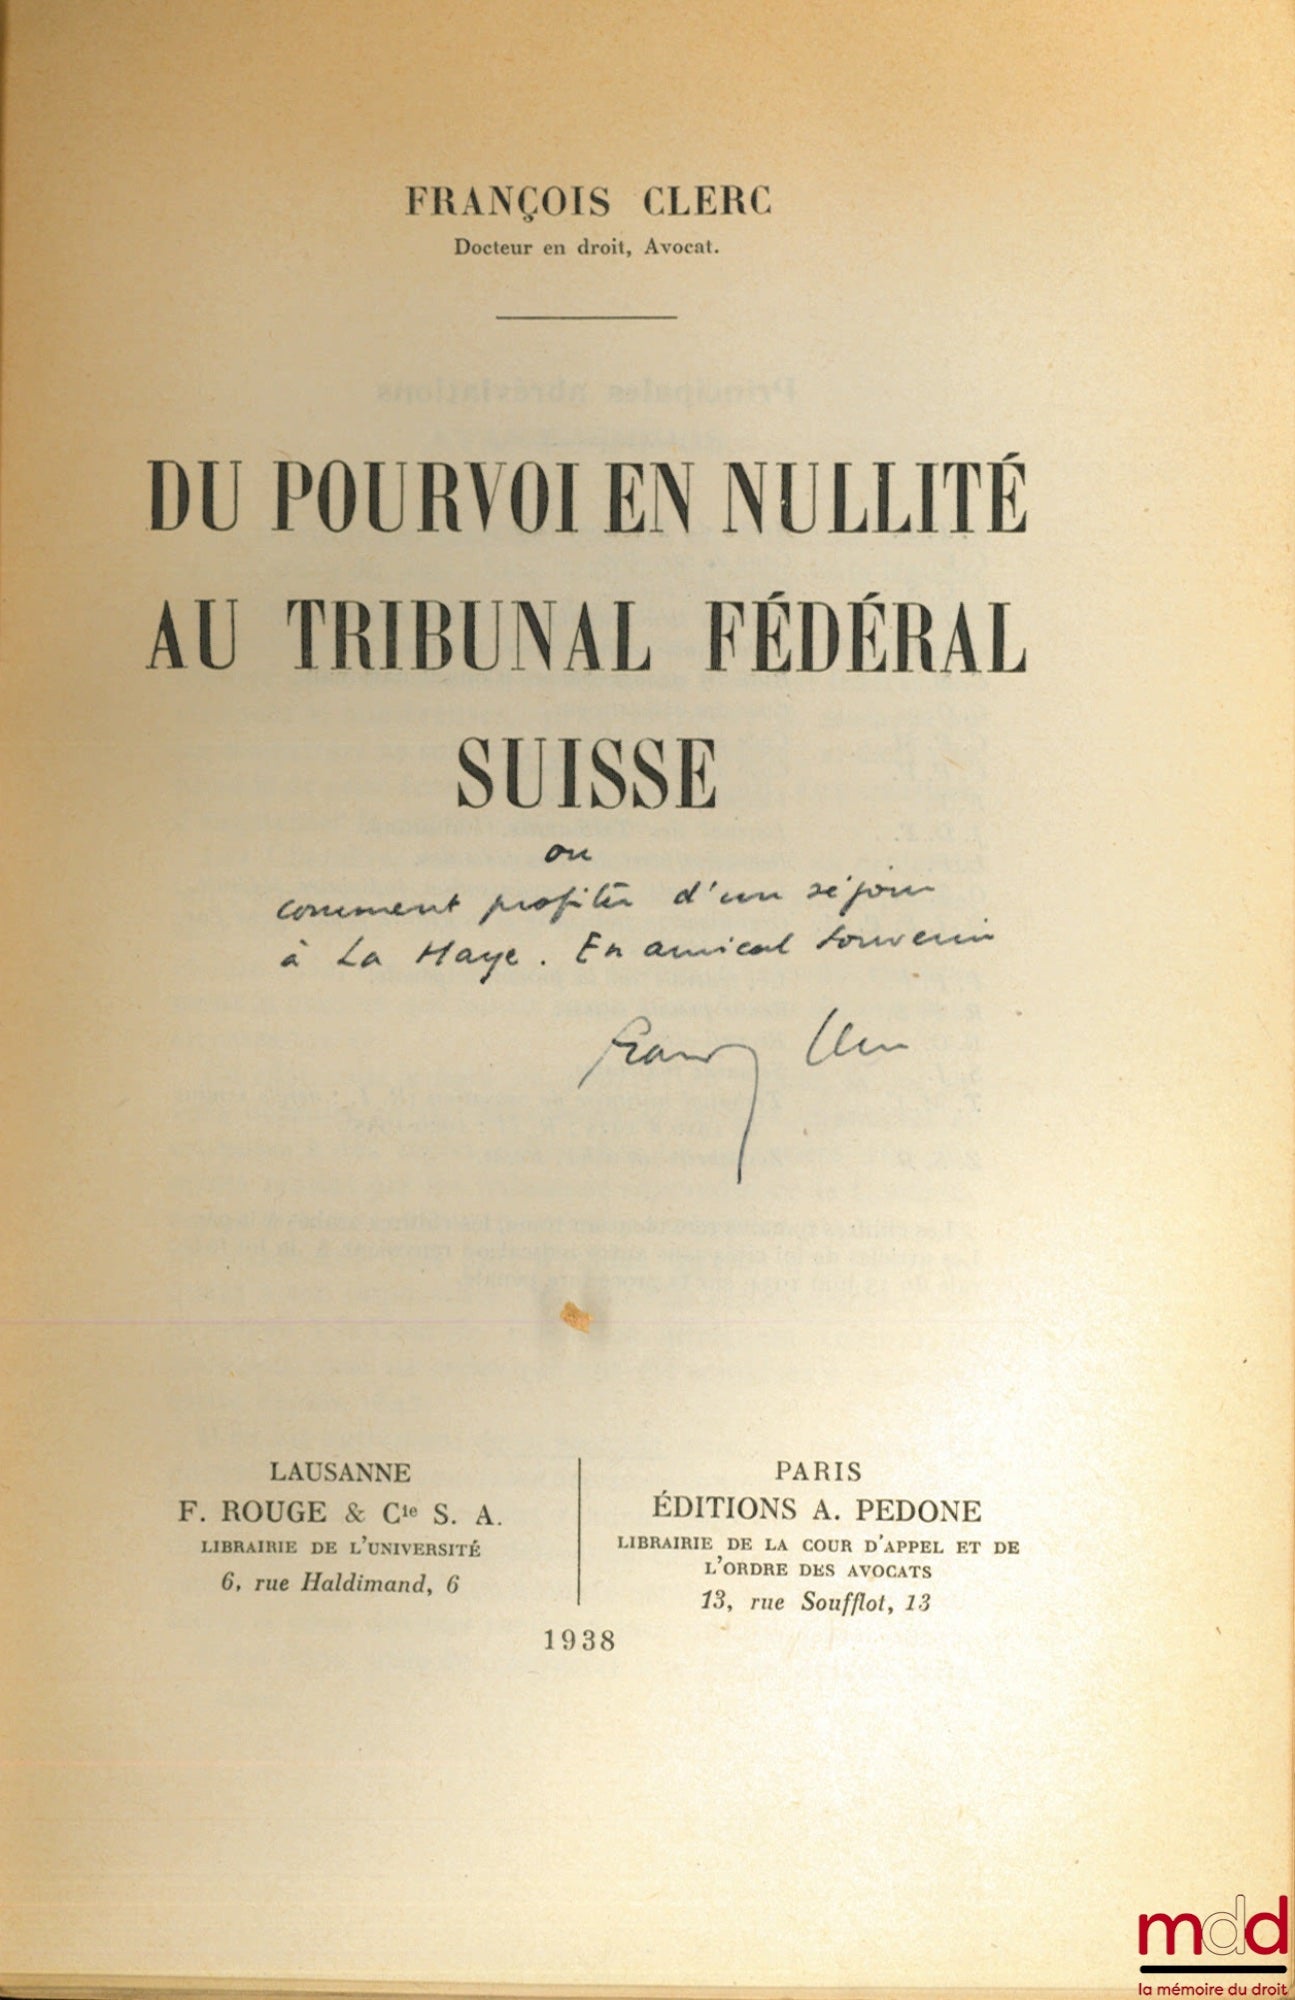 FRANÇOIS CLERC
Docteur en droit, Avocat.
DU POURVOI EN NULLITÉ
AU TRIBUNAL FÉDÉRAL
SUISSE
ou
comment profiter d'un séjour
à La Haye. En amical souvenir
François Clerc
LAUSANNE
F. ROUGE & Cie S. A.
LIBRAIRIE DE L'UNIVERSITÉ
6, rue Haldimand, 6
PARIS
ÉDITIONS A. PEDONE
LIBRAIRIE DE LA COUR D'APPEL ET DE
L'ORDRE DES AVOCATS
13, rue Soufflot, 13
1938
mdd
la mémoire du droit